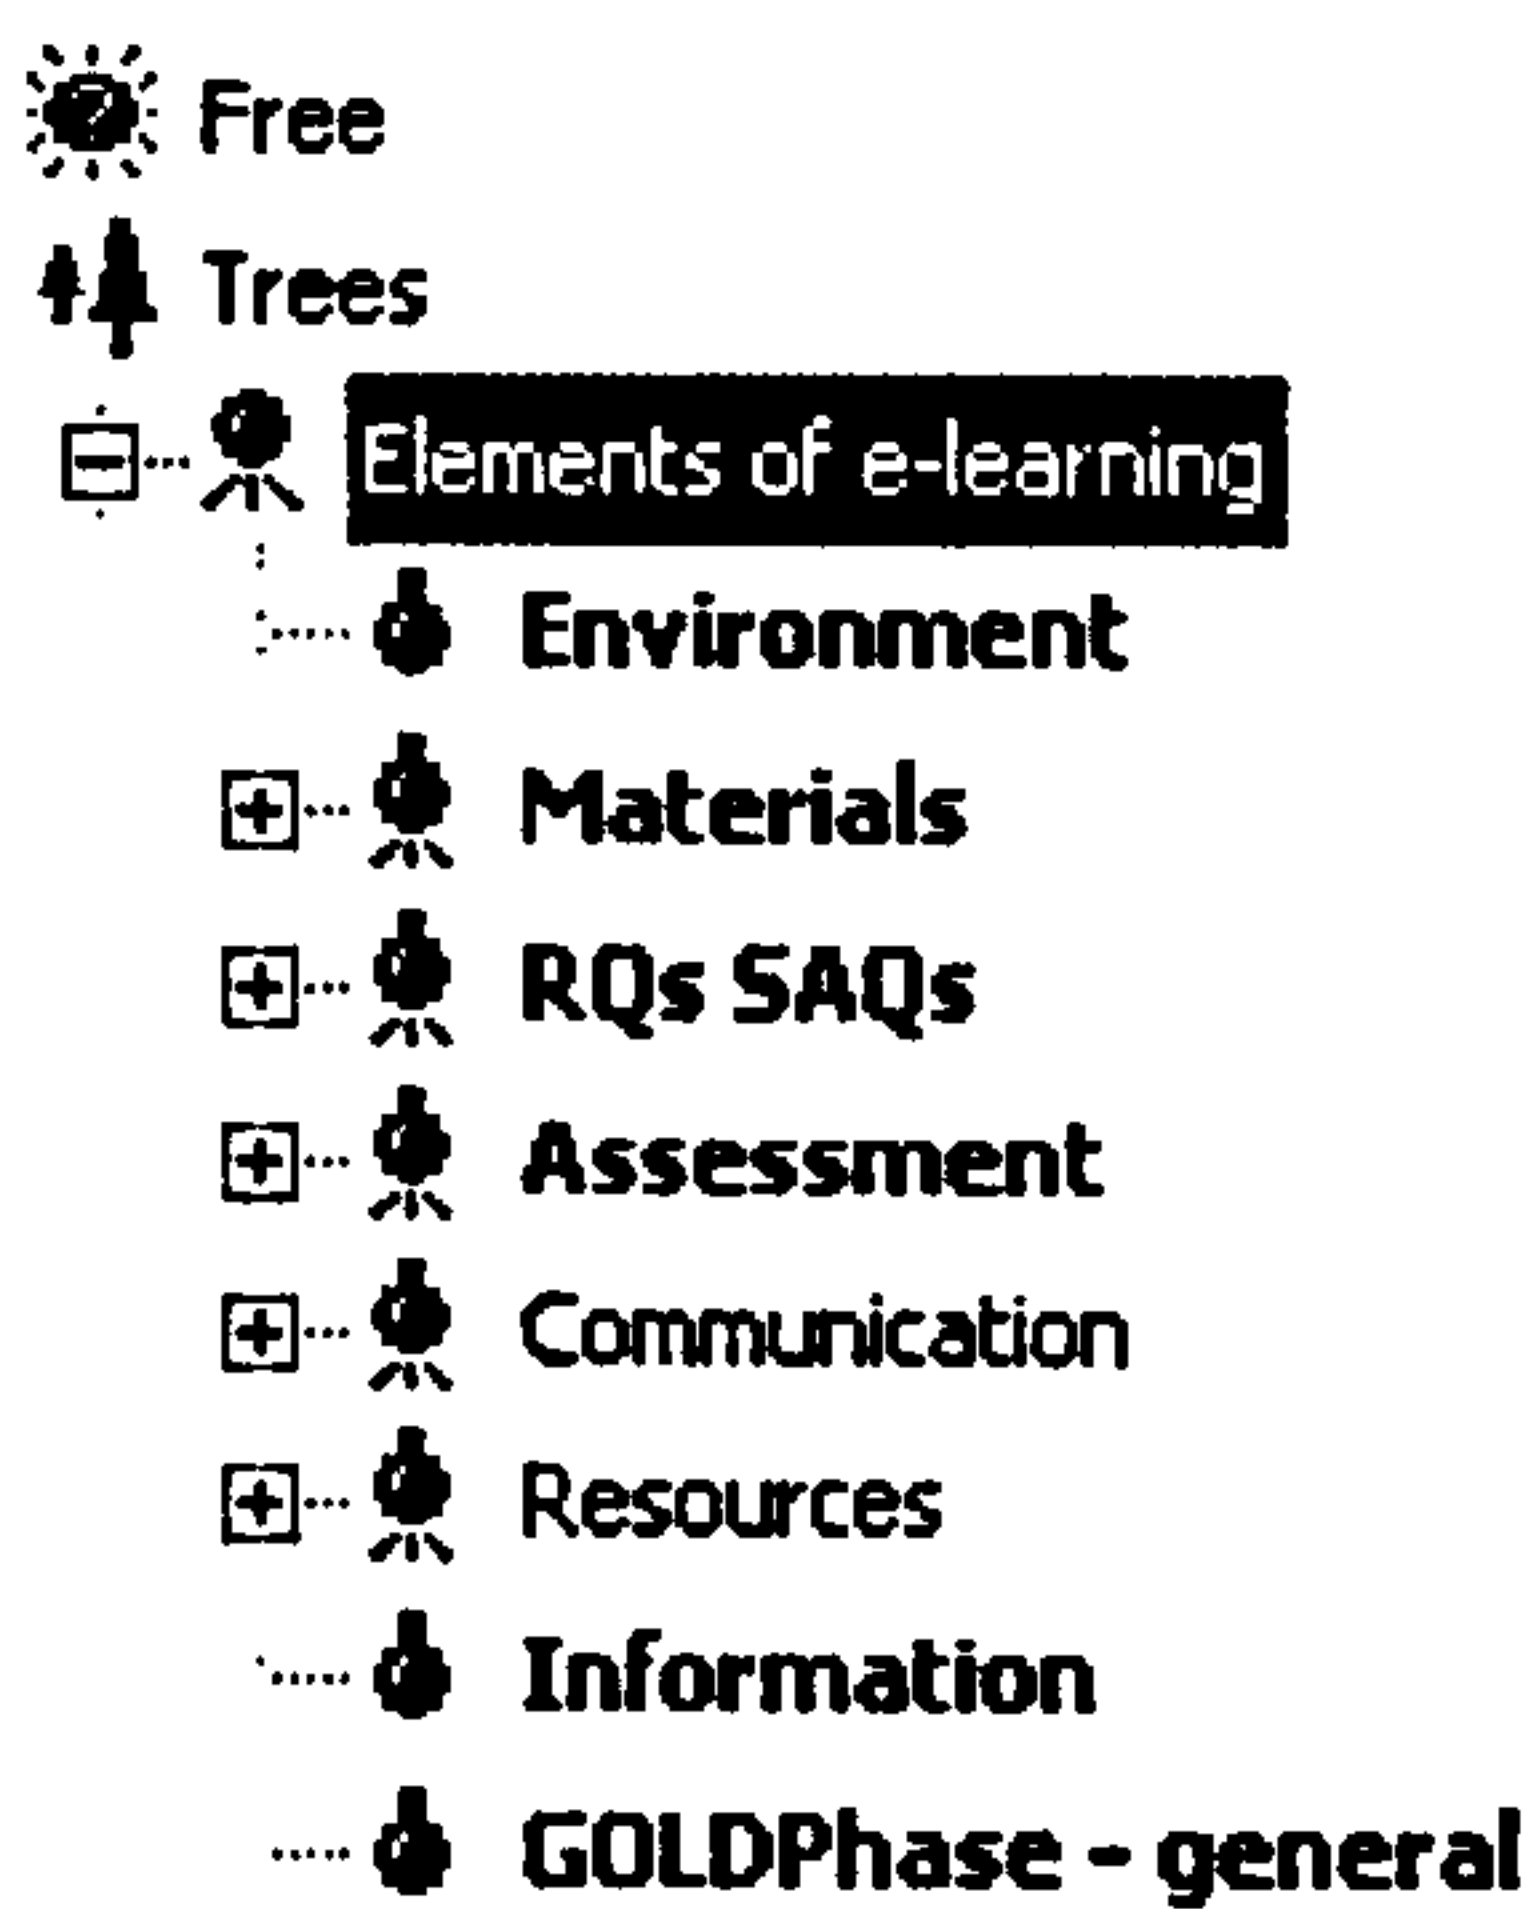 Free
Trees
Elements of e-learning
Environment
Materials
RQs SAQs
Assessment
Communication
Resources
Information
GOLDPhase - general